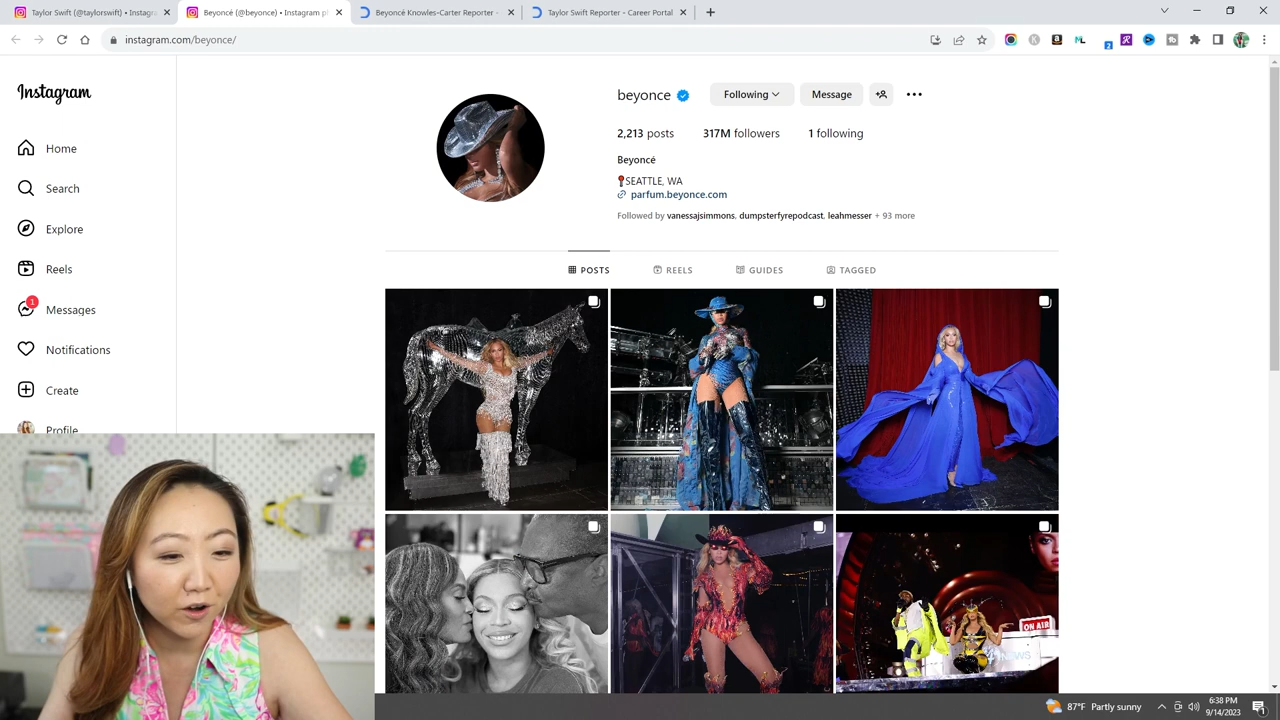 Taylor Swift (@taylorswift) • Instagr
Beyoncé (@beyonce) • Instagram p
Beyoncé Knowles-Carter Reporter -
Taylor Swift Reporter - Career Portal
instagram.com/beyonce/
2
Instagram
Home
Search
Explore
Reels
1
Messages
Notifications
Create
Profile
beyonce
Following
Message
2,213 posts
317M followers
1 following
Beyoncé
SEATTLE, WA
parfum.beyonce.com
Followed by vanessajsimmons, dumpsterfyrepodcast, leahmesser + 93 more
POSTS
REELS
GUIDES
TAGGED
ON AIR
87°F Partly sunny
6:38 PM
9/14/2023